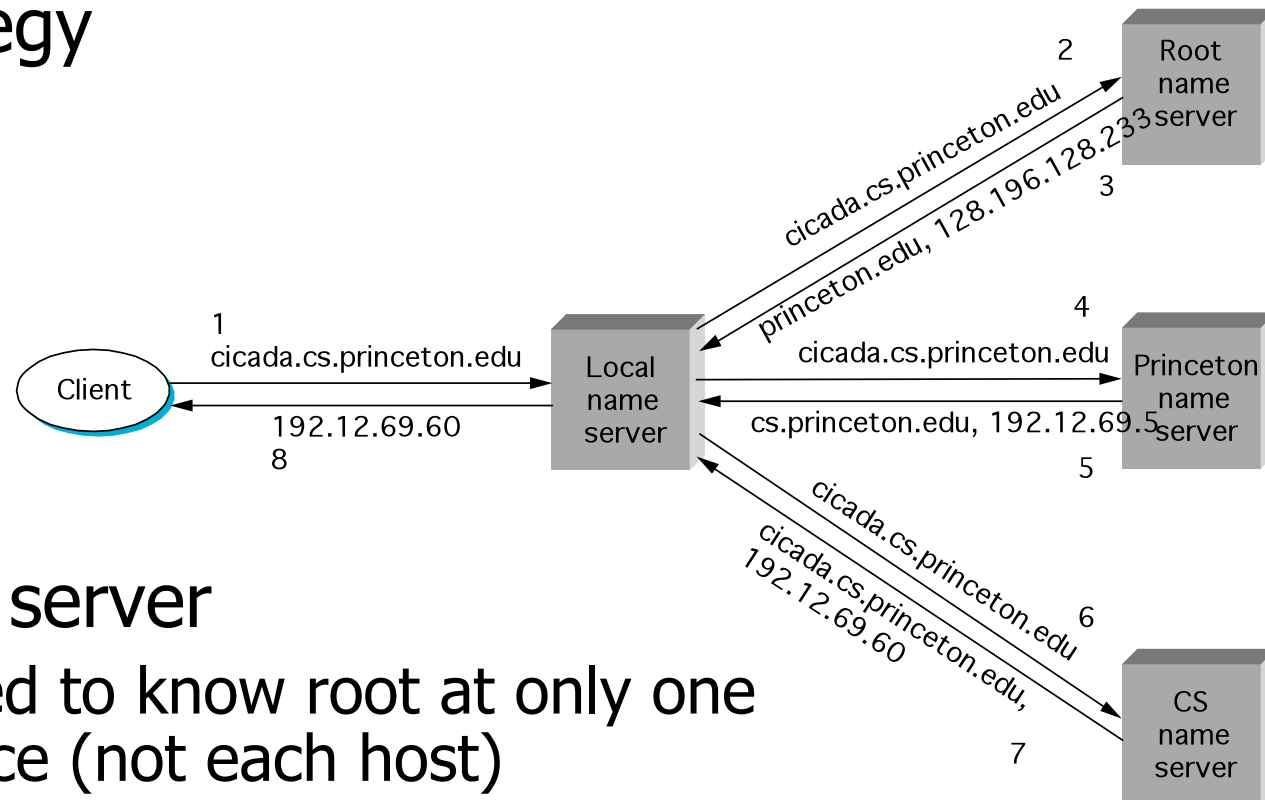 egy
2
Root
name
server
cicada.cs.princeton.edu
princeton.edu, 128.196.128.233
3
1
cicada.cs.princeton.edu
Client
192.12.69.60
8
Local
name
server
4
cicada.cs.princeton.edu
Princeton
name
server
cs.princeton.edu, 192.12.69.5
5
cicada.cs.princeton.edu
6
cicada.cs.princeton.edu,
192.12.69.60
7
CS
name
server
server
ed to know root at only one
ce (not each host)